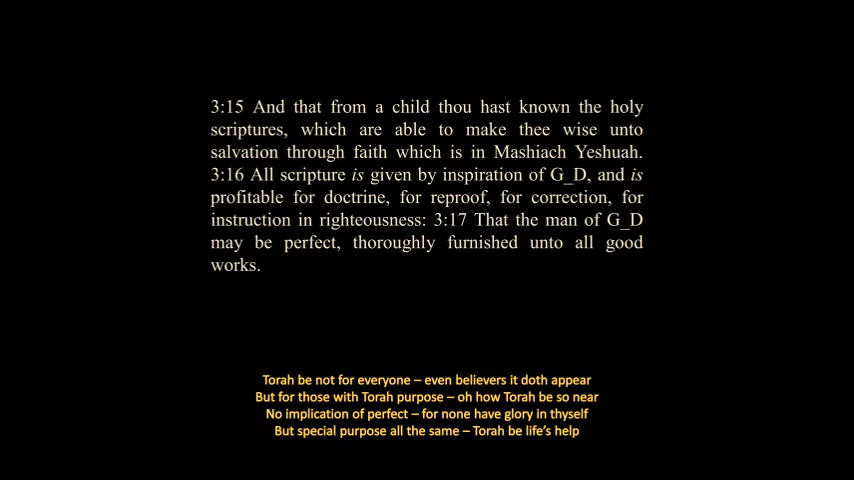 3:15 And that from a child thou hast known the holy
scriptures, which are able to make thee wise unto
salvation through faith which is in Mashiach Yeshuah.
3:16 All scripture is given by inspiration of G_D, and is
profitable for doctrine, for reproof, for correction, for
instruction in righteousness: 3:17 That the man of G_D
may be perfect, thoroughly furnished unto all good
works.
Torah be not for everyone – even believers it doth appear
But for those with Torah purpose – oh how Torah be so near
No implication of perfect – for none have glory in thyself
But special purpose all the same – Torah be life's help